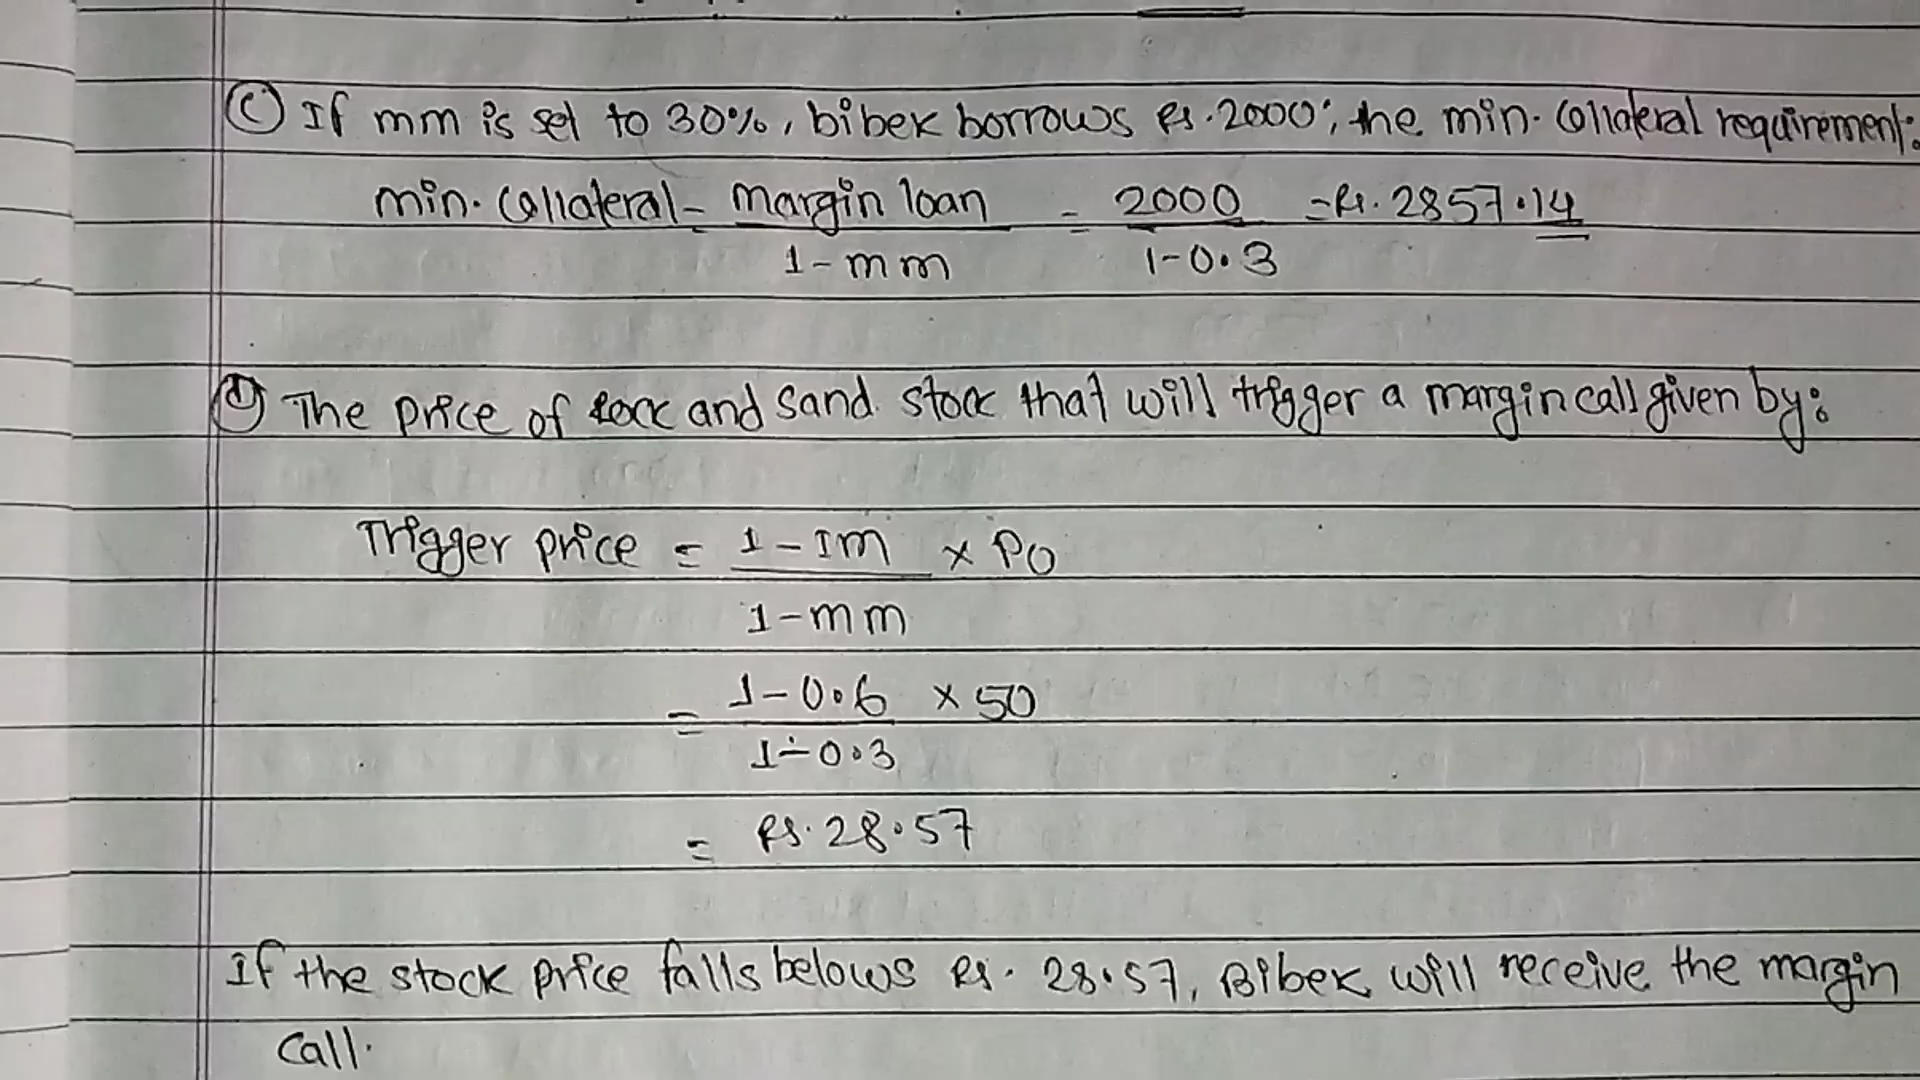 (C) If mm is set to 30%, bibek borrows Rs.2000; the min. Collateral requirement:
min. Collateral = margin loan / 1-mm = 2000 / 1-0.3 = Rs. 2857.14
(d) The price of Rock and Sand stock that will trigger a margin call given by:
Trigger price = 1-Im / 1-mm × P0
= 1-0.6 / 1-0.3 × 50
= Rs. 28.57
If the stock price falls belows Rs. 28.57, Bibek will receive the margin
Call.